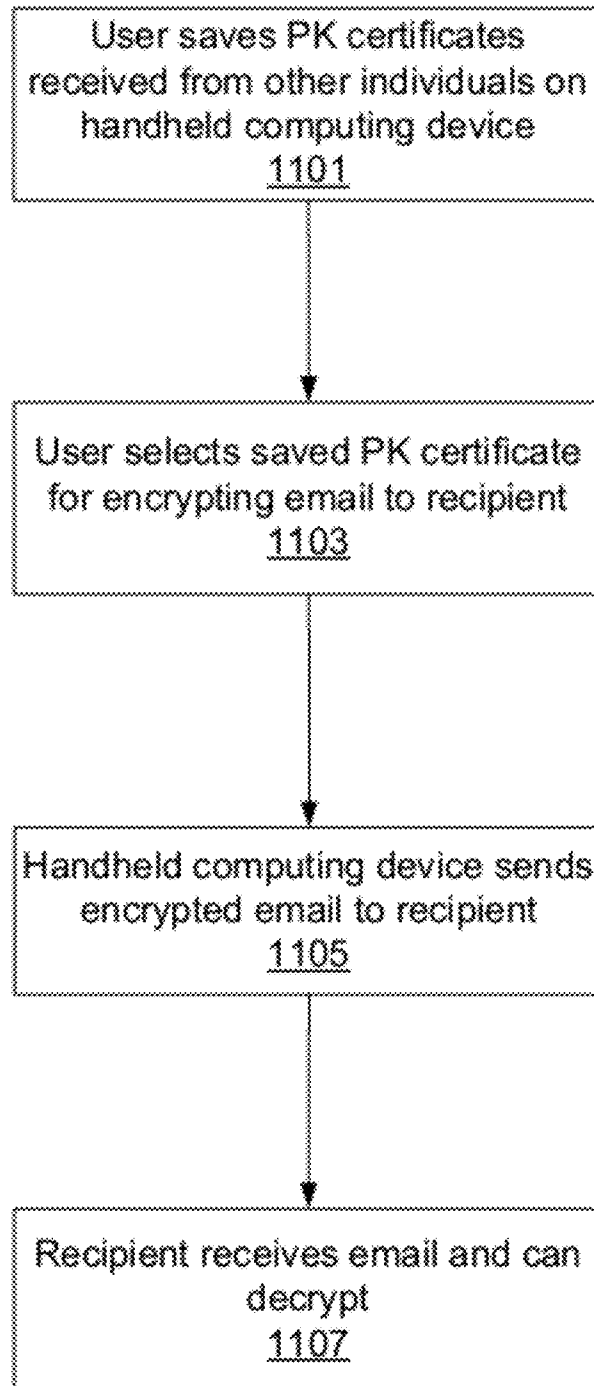 User saves PK certificates
received from other individuals on
handheld computing device
1101
User selects saved PK certificate
for encrypting email to recipient
1103
Handheld computing device sends
encrypted email to recipient
1105
Recipient receives email and can
decrypt
1107